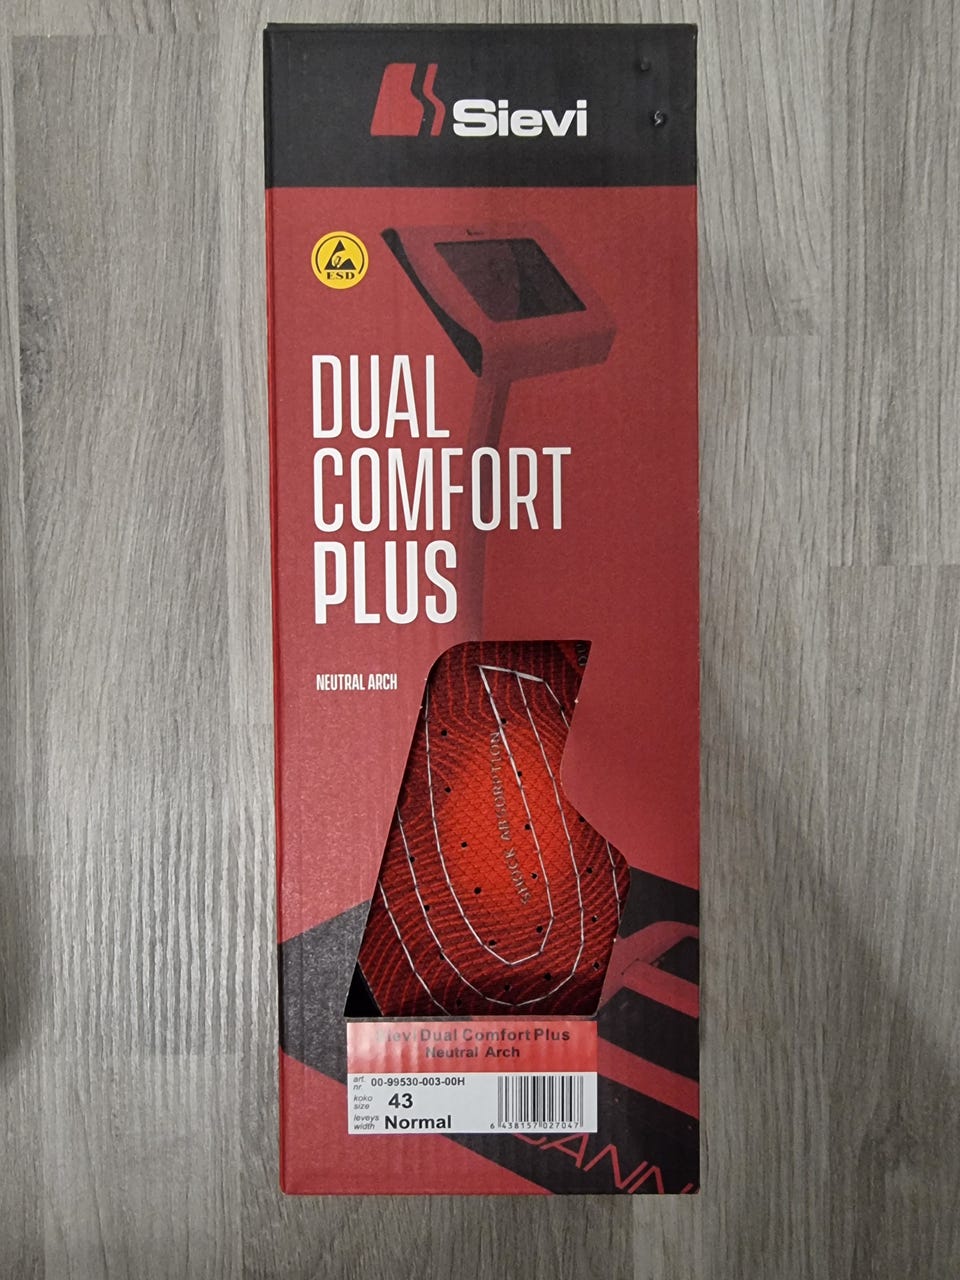 Sievi
ESD
DUAL
COMFORT
PLUS
NEUTRAL ARCH
SHOCK ABSORPTION
Sievi Dual Comfort Plus
Neutral Arch
art. nr. 00-99530-003-00H
koko size 43
leveys width Normal
6 438157 027047